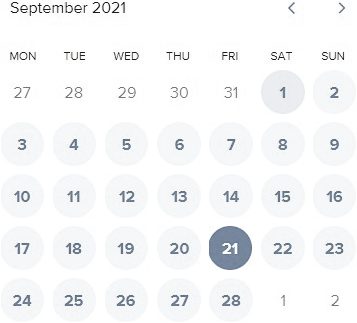 September 2021
MON TUE WED THU FRI SAT SUN
27 28 29 30 31 1 2
3 4 5 6 7 8 9
10 11 12 13 14 15 16
17 18 19 20 21 22 23
24 25 26 27 28 1 2